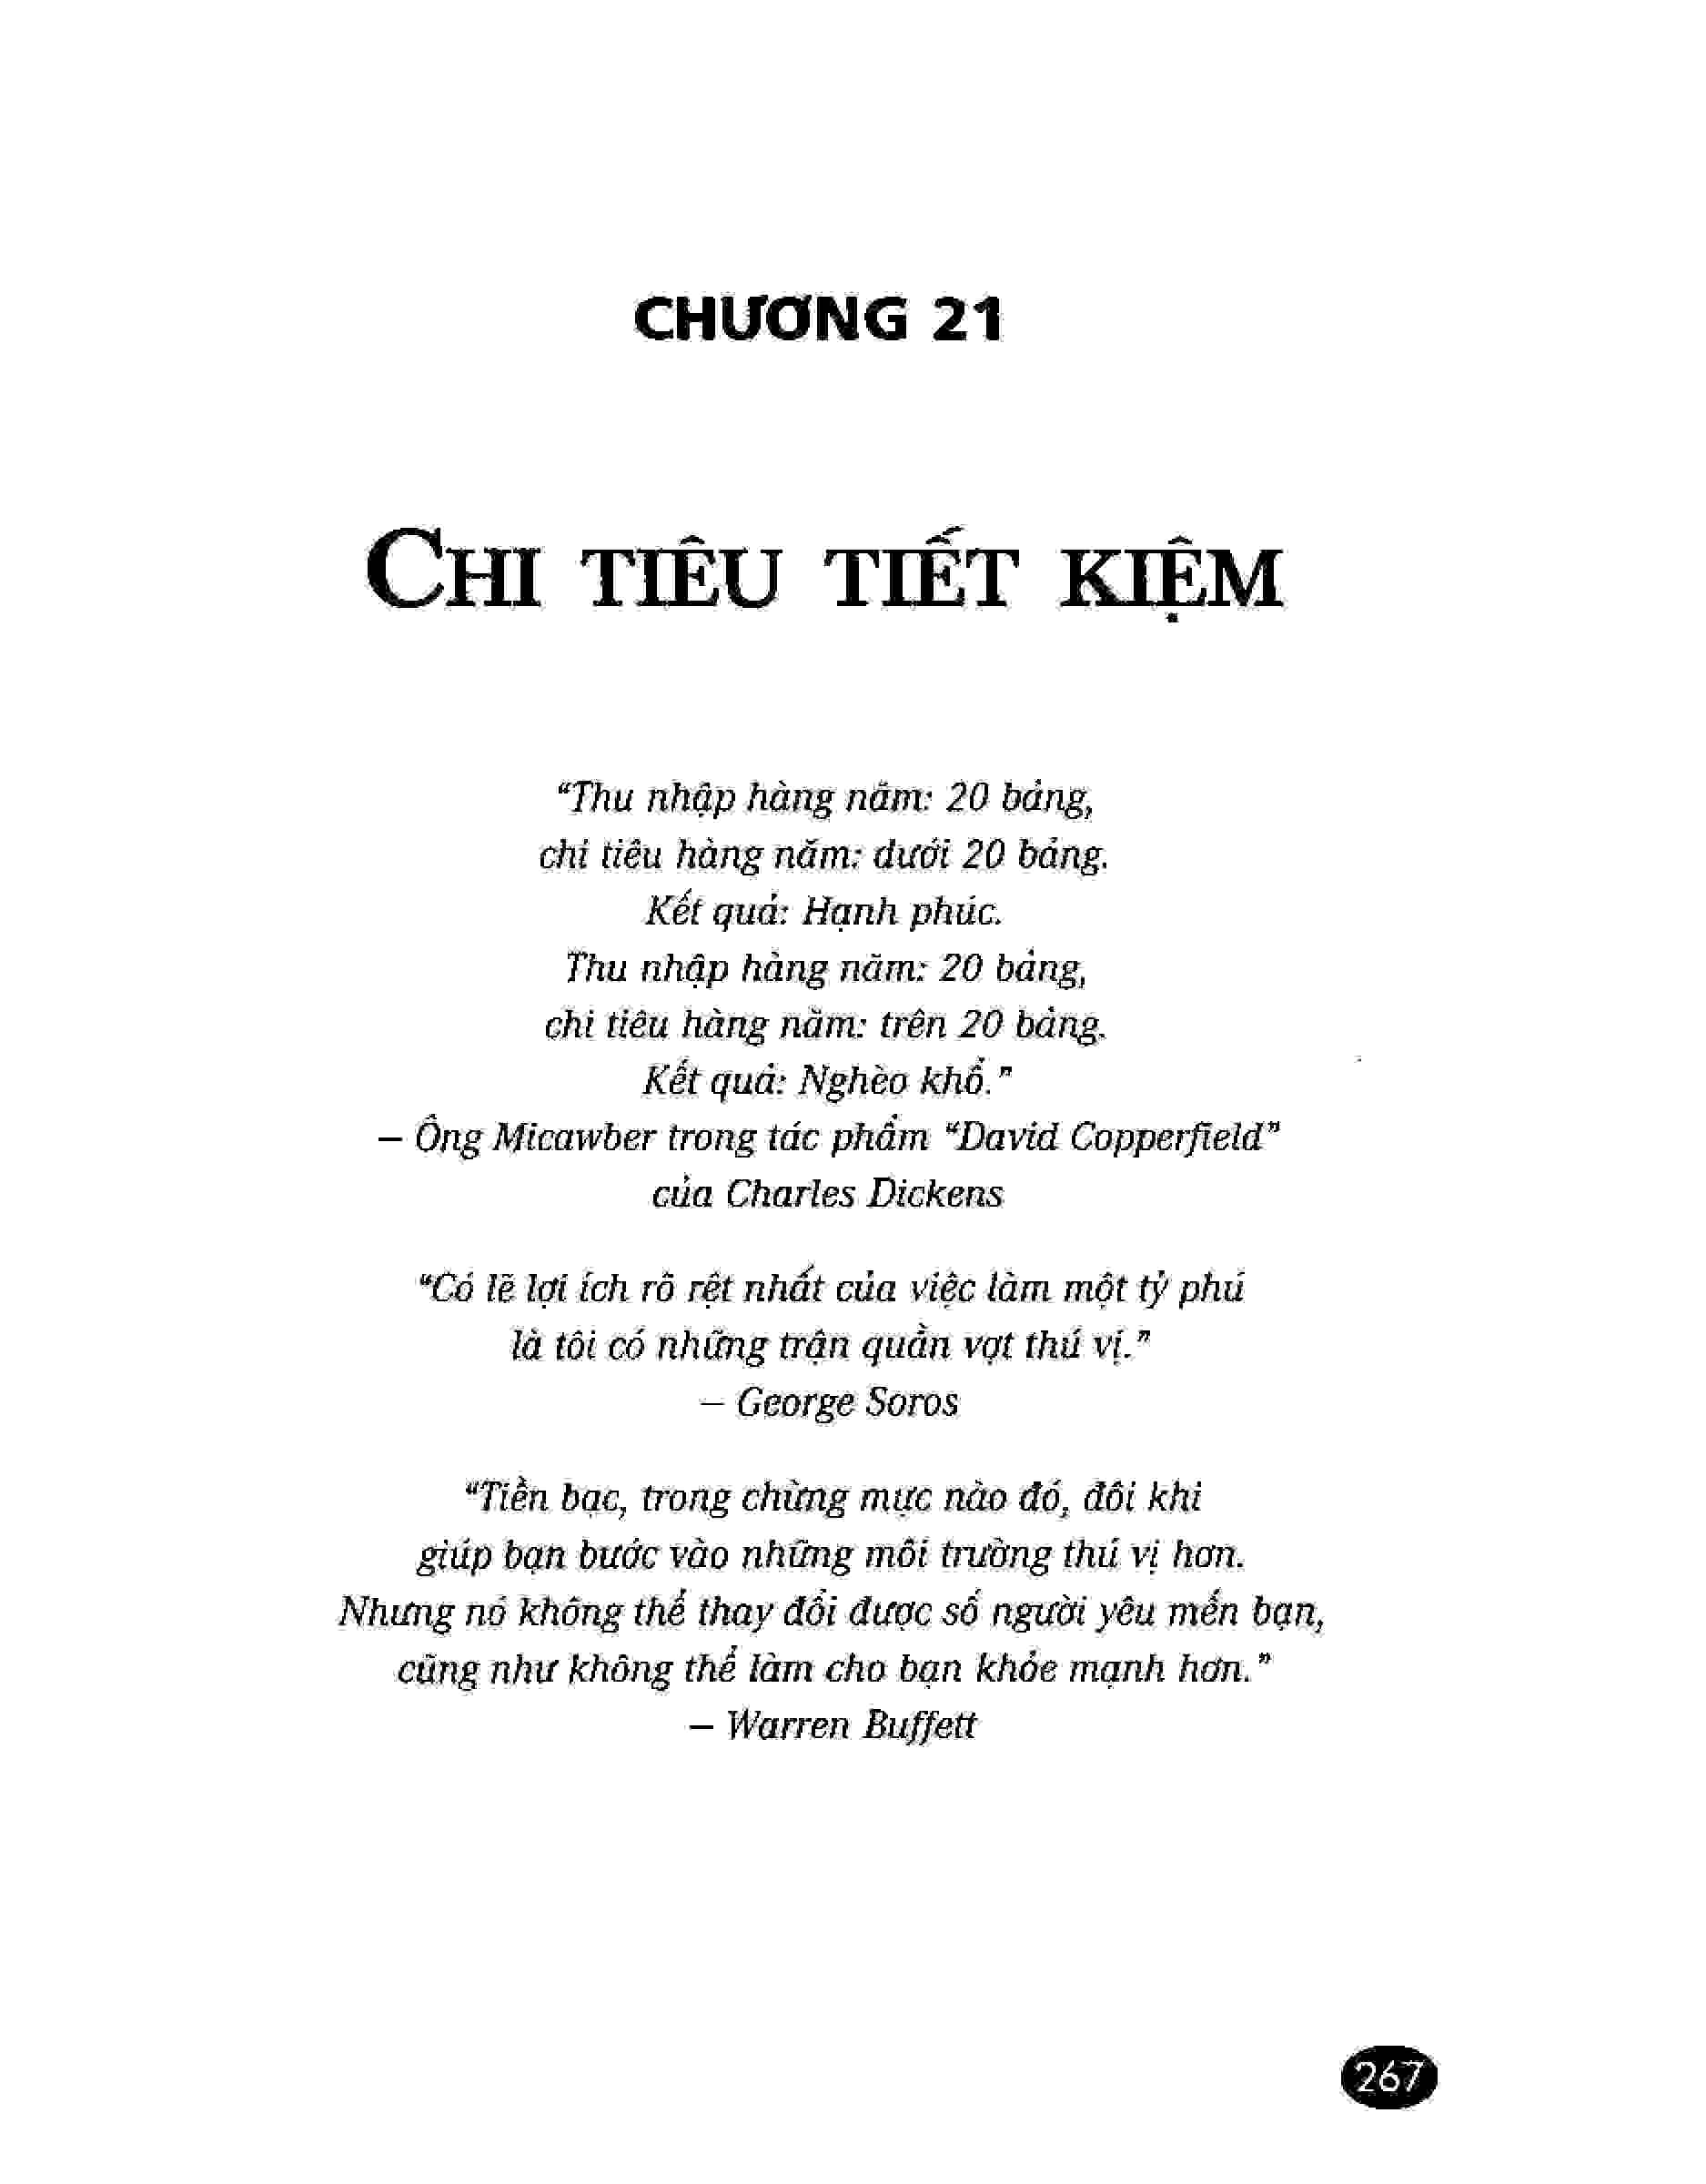 CHƯƠNG 21
CHI TIÊU TIẾT KIỆM
“Thu nhập hàng năm: 20 bảng,
chi tiêu hàng năm: dưới 20 bảng.
Kết quả: Hạnh phúc.
Thu nhập hàng năm: 20 bảng,
chi tiêu hàng năm: trên 20 bảng.
Kết quả: Nghèo khổ.”
– Ông Micawber trong tác phẩm “David Copperfield”
của Charles Dickens
“Có lẽ lợi ích rõ rệt nhất của việc làm một tỷ phú
là tôi có những trận quần vợt thú vị.”
– George Soros
“Tiền bạc, trong chừng mực nào đó, đôi khi
giúp bạn bước vào những môi trường thú vị hơn.
Nhưng nó không thể thay đổi được số người yêu mến bạn,
cũng như không thể làm cho bạn khỏe mạnh hơn.”
– Warren Buffett
267